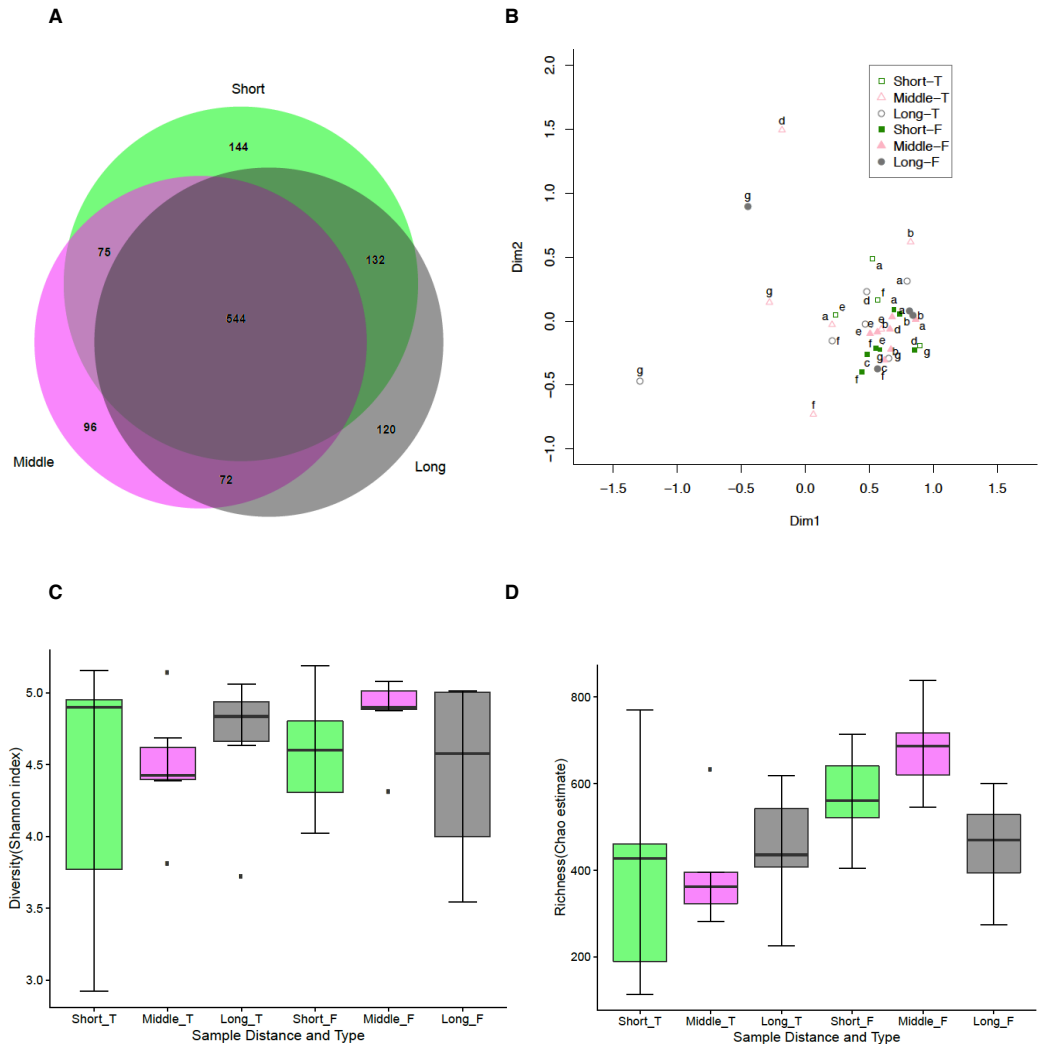 A
Short
144
75
132
544
96
120
Middle
Long
72
B
2.0
1.5
1.0
0.5
0.0
−0.5
−1.0
Dim2
−1.5
−1.0
−0.5
0.0
0.5
1.0
1.5
Dim1
Short−T
Middle−T
Long−T
Short−F
Middle−F
Long−F
d
g
b
a
a
g
f
d
e
a
a
a
b
b
a
e
e
e
b
d
f
f
e
d
g
g
b
g
c
c
f
f
g
f
C
5.0
4.5
4.0
3.5
3.0
Diversity(Shannon index)
Short_T Middle_T Long_T Short_F Middle_F Long_F
Sample Distance and Type
D
800
600
400
200
Richness(Chao estimate)
Short_T Middle_T Long_T Short_F Middle_F Long_F
Sample Distance and Type